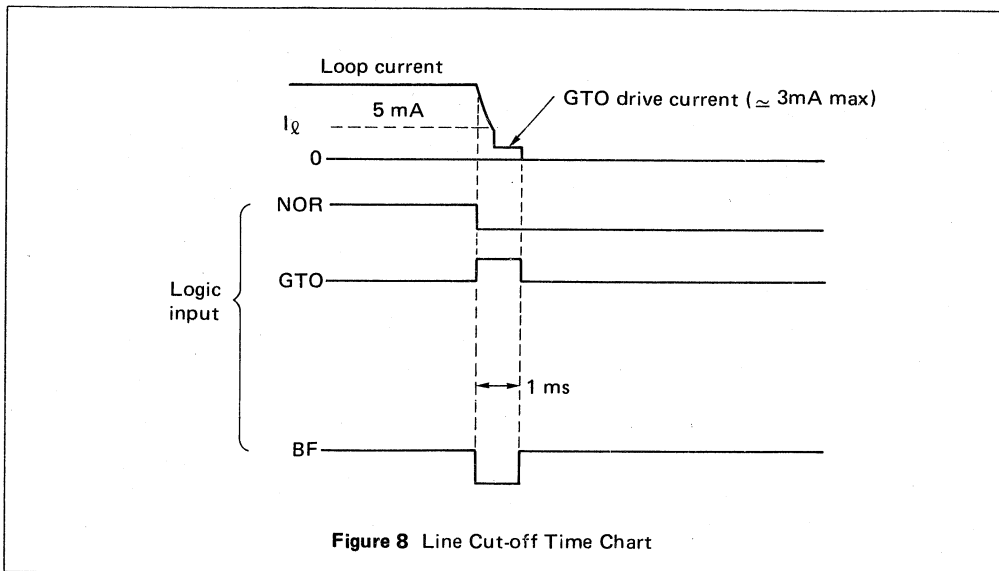 Loop current
GTO drive current (≃ 3mA max)
5 mA
Iℓ
0
NOR
GTO
Logic
input
1 ms
BF
Figure 8 Line Cut-off Time Chart